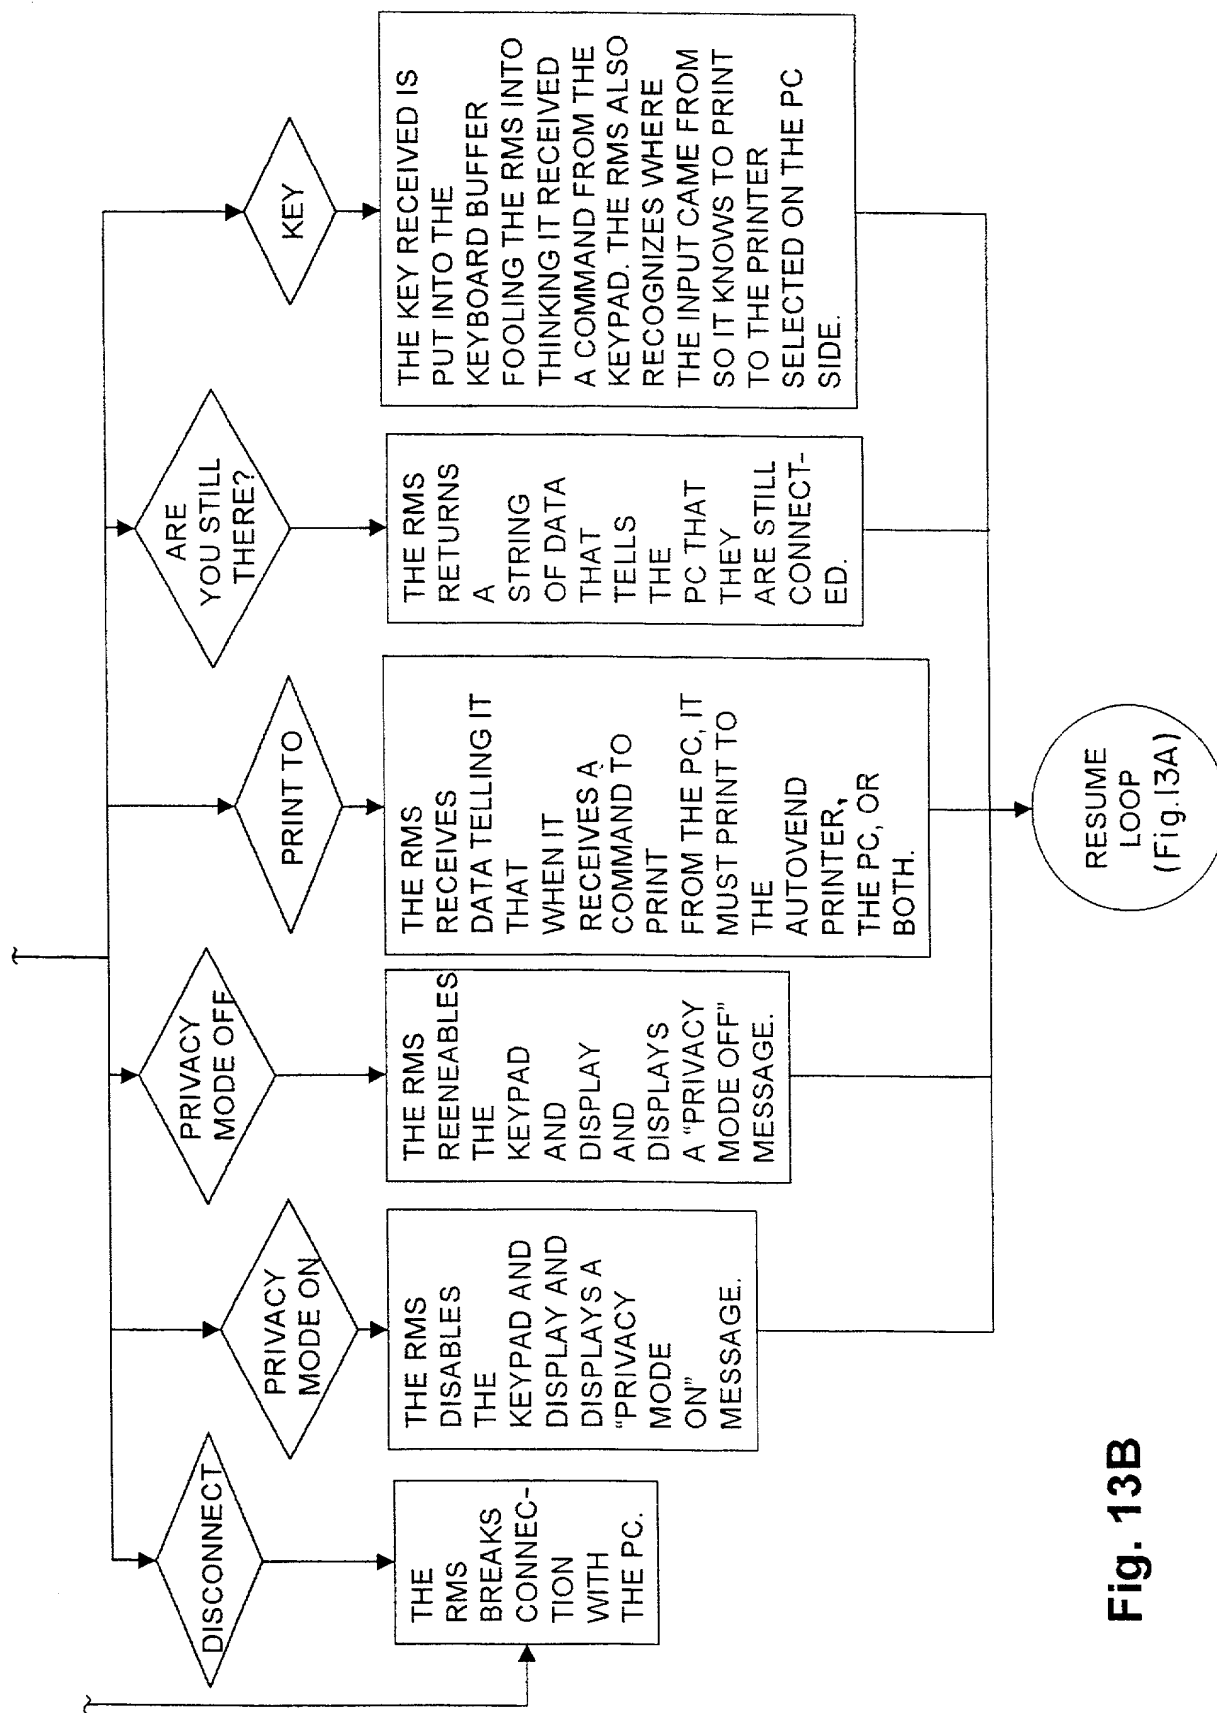 DISCONNECT
THE
RMS
BREAKS
CONNEC-
TION
WITH
THE PC.
PRIVACY
MODE ON
THE RMS
DISABLES
THE
KEYPAD AND
DISPLAY AND
DISPLAYS A
“PRIVACY
MODE
ON”
MESSAGE.
PRIVACY
MODE OFF
THE RMS
REENEABLES
THE
KEYPAD
AND
DISPLAY
AND
DISPLAYS
A “PRIVACY
MODE OFF”
MESSAGE.
PRINT TO
THE RMS
RECEIVES
DATA TELLING IT
THAT
WHEN IT
RECEIVES A
COMMAND TO
PRINT
FROM THE PC, IT
MUST PRINT TO
THE
AUTOVEND
PRINTER,
THE PC, OR
BOTH.
ARE
YOU STILL
THERE?
THE RMS
RETURNS
A
STRING
OF DATA
THAT
TELLS
THE
PC THAT
THEY
ARE STILL
CONNECT-
ED.
KEY
THE KEY RECEIVED IS
PUT INTO THE
KEYBOARD BUFFER
FOOLING THE RMS INTO
THINKING IT RECEIVED
A COMMAND FROM THE
KEYPAD. THE RMS ALSO
RECOGNIZES WHERE
THE INPUT CAME FROM
SO IT KNOWS TO PRINT
TO THE PRINTER
SELECTED ON THE PC
SIDE.
RESUME
LOOP
(Fig.13A)
Fig. 13B